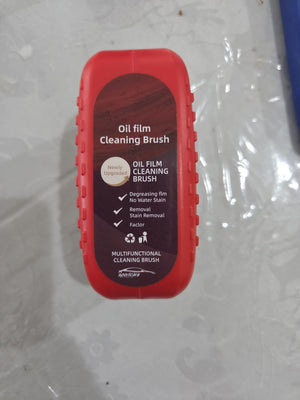 Oil film
Cleaning Brush
Newly
Upgraded
OIL FILM
CLEANING
BRUSH
Degreasing fim
No Water Stain
Removal
Stain Removal
Factor
MULTIFUNCTIONAL
CLEANING BRUSH